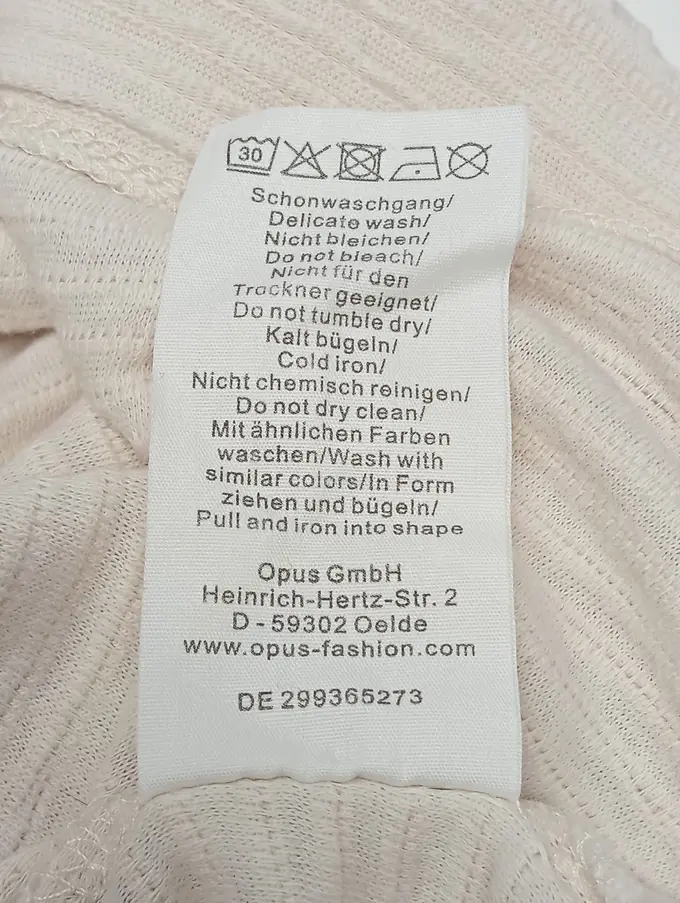 30
Schonwaschgang/
Delicate wash/
Nicht bleichen/
Do not bleach/
Nicht für den
Trockner geeignet/
Do not tumble dry/
Kalt bügeln/
Cold iron/
Nicht chemisch reinigen/
Do not dry clean/
Mit ähnlichen Farben
waschen/Wash with
similar colors/In Form
ziehen und bügeln/
Pull and iron into shape
Opus GmbH
Heinrich-Hertz-Str. 2
D - 59302 Oelde
www.opus-fashion.com
DE 299365273